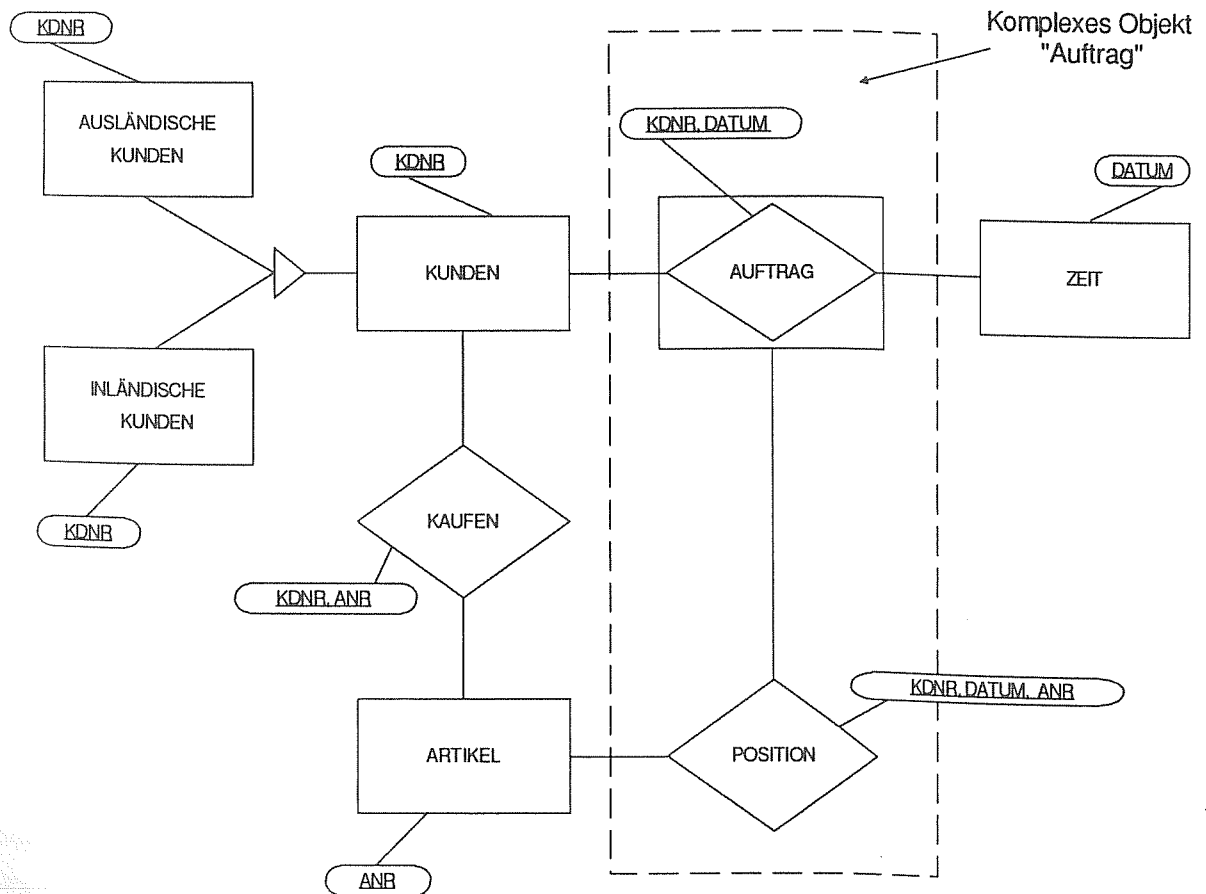 KDNR
Komplexes Objekt
"Auftrag"
AUSLÄNDISCHE
KUNDEN
KDNR, DATUM
KDNR
DATUM
KUNDEN
AUFTRAG
ZEIT
INLÄNDISCHE
KUNDEN
KDNR
KAUFEN
KDNR, ANR
KDNR, DATUM, ANR
ARTIKEL
POSITION
ANR